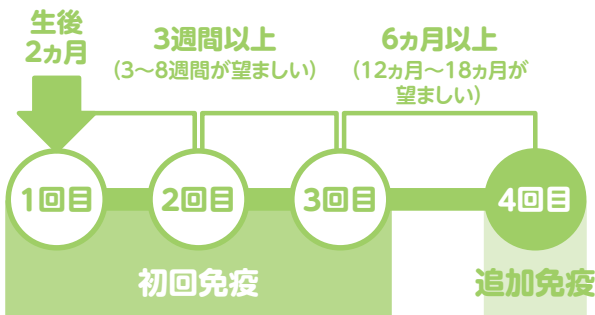 生後
2ヵ月
3週間以上
(3〜8週間が望ましい)
6ヵ月以上
(12ヵ月〜18ヵ月が
望ましい)
1回目
2回目
3回目
4回目
初回免疫
追加免疫